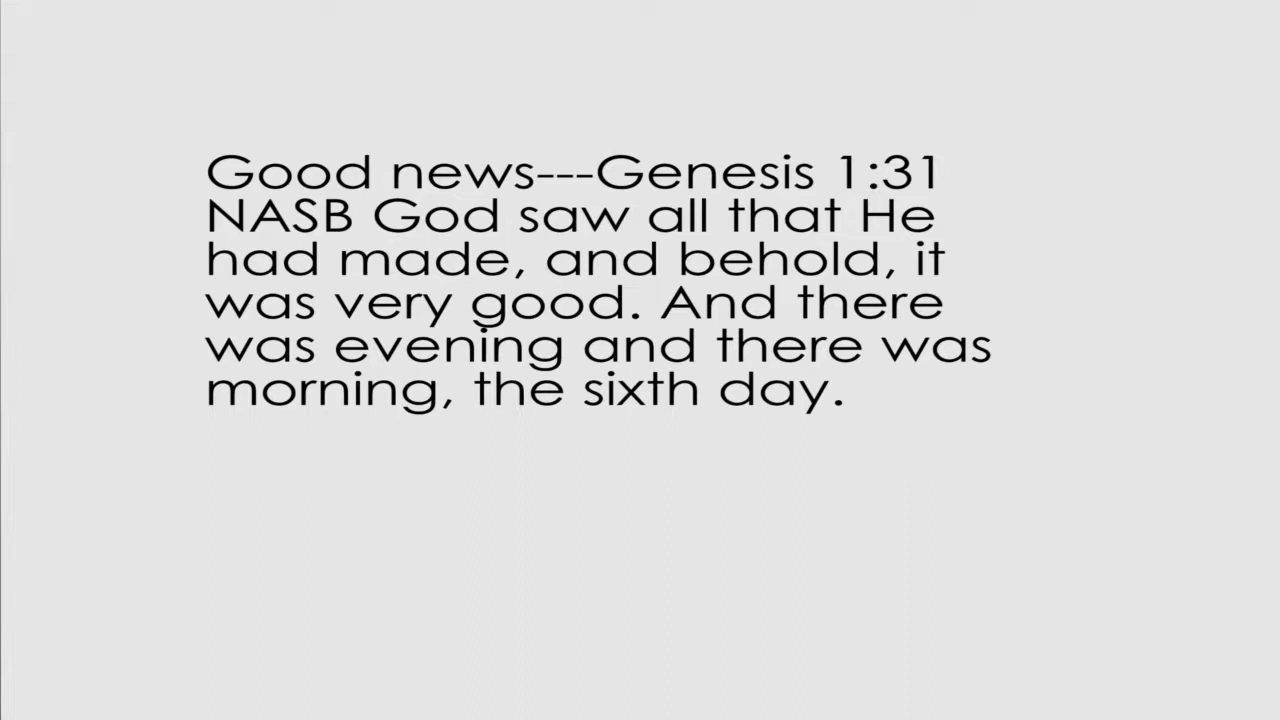 Good news---Genesis 1:31
NASB God saw all that He
had made, and behold, it
was very good. And there
was evening and there was
morning, the sixth day.